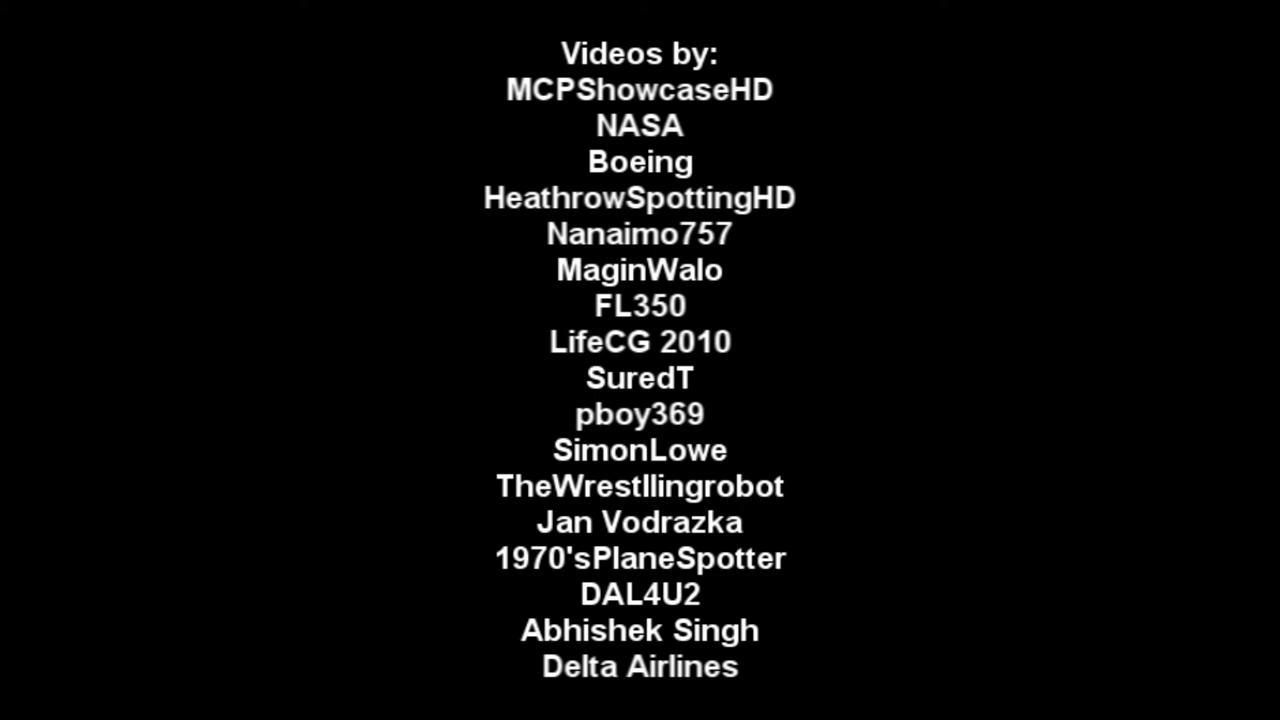 Videos by:
MCPShowcaseHD
NASA
Boeing
HeathrowSpottingHD
Nanaimo757
MaginWalo
FL350
LifeCG 2010
SuredT
pboy369
SimonLowe
TheWrestllingrobot
Jan Vodrazka
1970'sPlaneSpotter
DAL4U2
Abhishek Singh
Delta Airlines